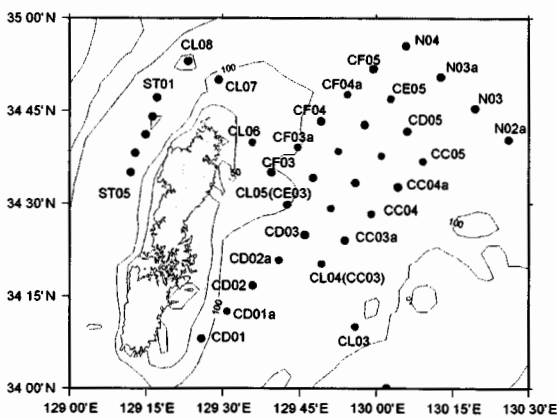 35 00'N
N04
CL08
CF05
N03a
100
ST01
CL07
CF04a
CE05
34 45'N
N03
CF04
CD05
N02a
CL06
CF03a
CC05
50
CF03
ST05
CL05(CE03)
CC04a
34 30'N
CC04
100
CD03
CC03a
CD02a
34 15'N
CD02
CL04(CC03)
100
CD01a
CD01
CL03
34 00'N
129 00'E 129 15'E 129 30'E 129 45'E 130 00'E 130 15'E 130 30'E